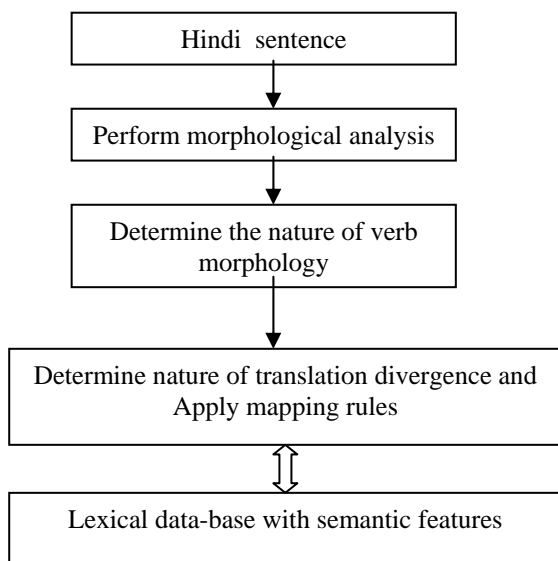 Hindi sentence
Perform morphological analysis
Determine the nature of verb
morphology
Determine nature of translation divergence and
Apply mapping rules
Lexical data-base with semantic features